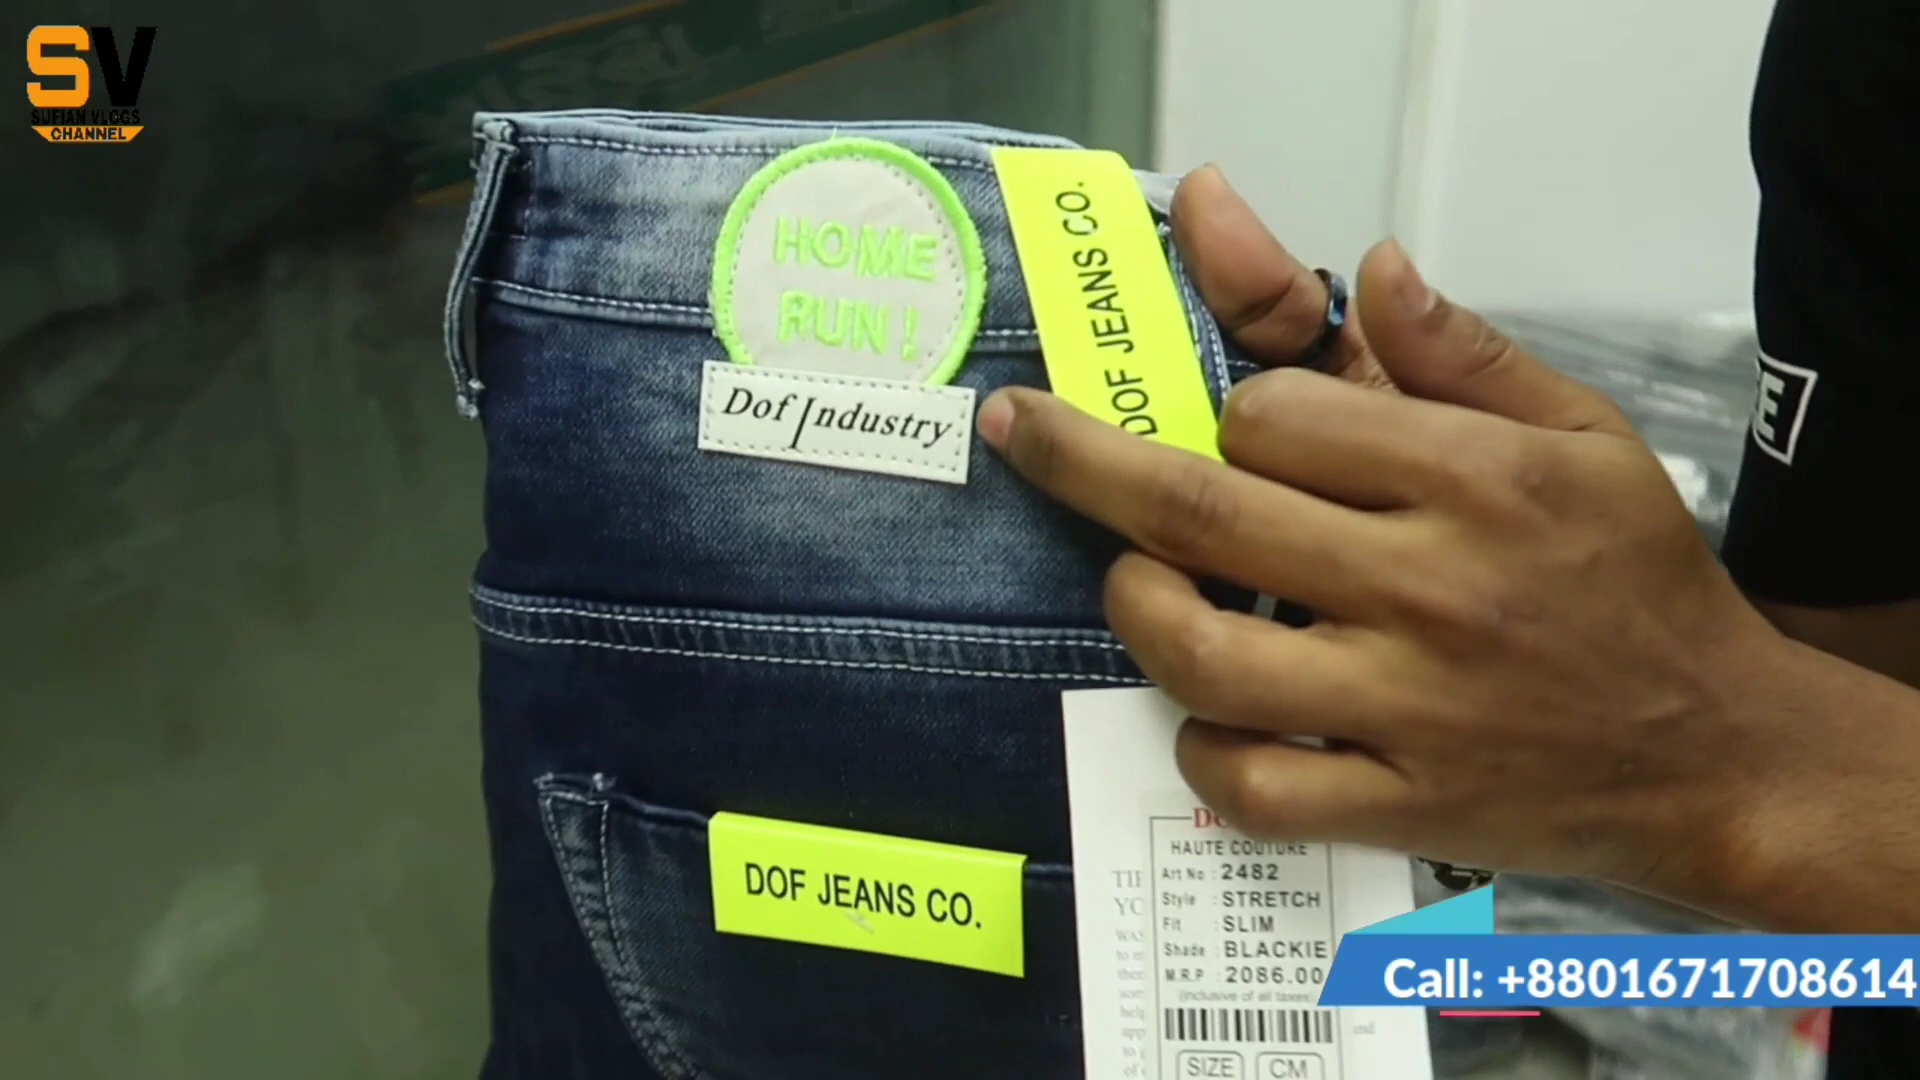 SV
SUFIAN VLOGS
CHANNEL
HOME
RUN !
Dof Industry
DOF JEANS CO.
DOF JEANS CO.
HAUTE COUTURE
Art No : 2482
Style : STRETCH
Fit : SLIM
Shade : BLACKIE
M.R.P : 2086.00
(inclusive of all taxes)
SIZE CM
Call: +8801671708614